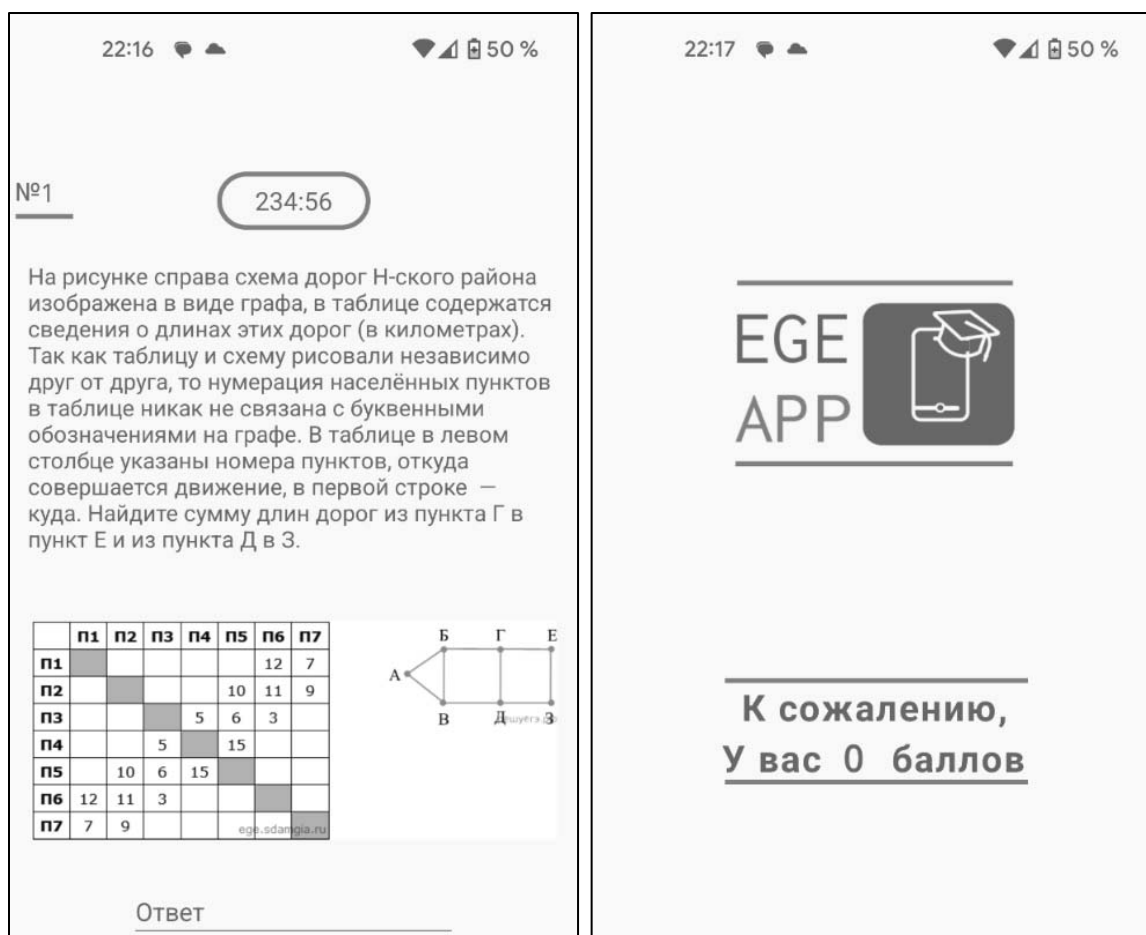 22:16 50 %
№1
234:56
На рисунке справа схема дорог Н-ского района
изображена в виде графа, в таблице содержатся
сведения о длинах этих дорог (в километрах).
Так как таблицу и схему рисовали независимо
друг от друга, то нумерация населённых пунктов
в таблице никак не связана с буквенными
обозначениями на графе. В таблице в левом
столбце указаны номера пунктов, откуда
совершается движение, в первой строке —
куда. Найдите сумму длин дорог из пункта Г в
пункт Е и из пункта Д в З.
П1 П2 П3 П4 П5 П6 П7
П1 12 7
П2 10 11 9
П3 5 6 3
П4 5 15
П5 10 6 15
П6 12 11 3
П7 7 9
ege.sdamgia.ru
Б Г Е
А
В Д З
Ответ
22:17 50 %
EGE
APP
К сожалению,
У вас 0 баллов